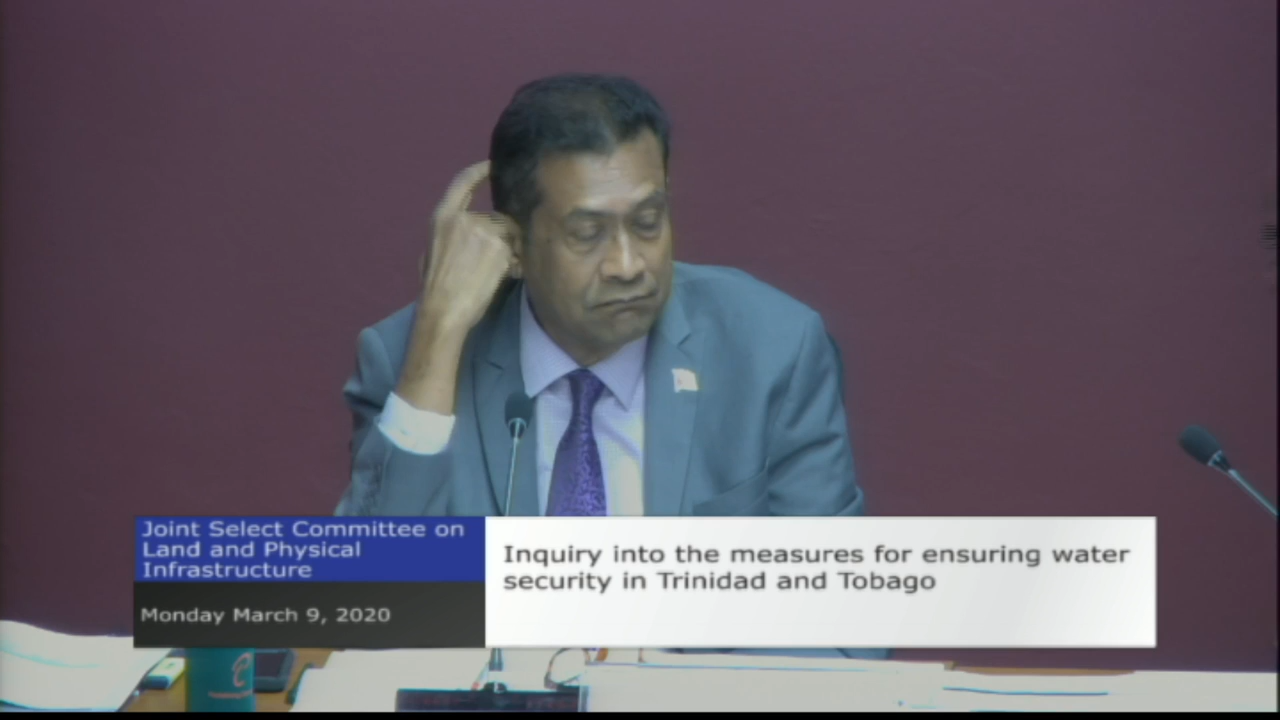 Joint Select Committee on
Land and Physical
Infrastructure
Monday March 9, 2020
Inquiry into the measures for ensuring water
security in Trinidad and Tobago